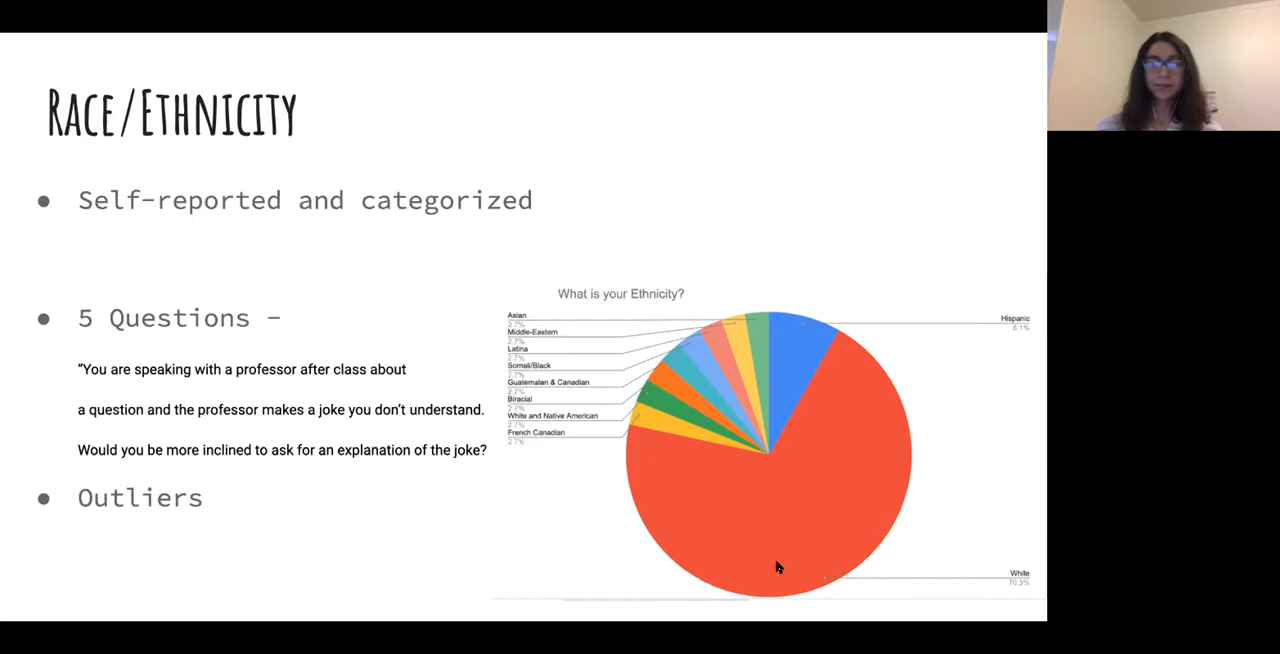 RACE/ETHNICITY
● Self-reported and categorized
● 5 Questions –
"You are speaking with a professor after class about
a question and the professor makes a joke you don't understand.
Would you be more inclined to ask for an explanation of the joke?
● Outliers
What is your Ethnicity?
Asian
2.7%
Middle-Eastern
2.7%
Latina
2.7%
Somali/Black
2.7%
Guatemalan & Canadian
2.7%
Biracial
2.7%
White and Native American
2.7%
French Canadian
2.7%
Hispanic
8.1%
White
70.3%